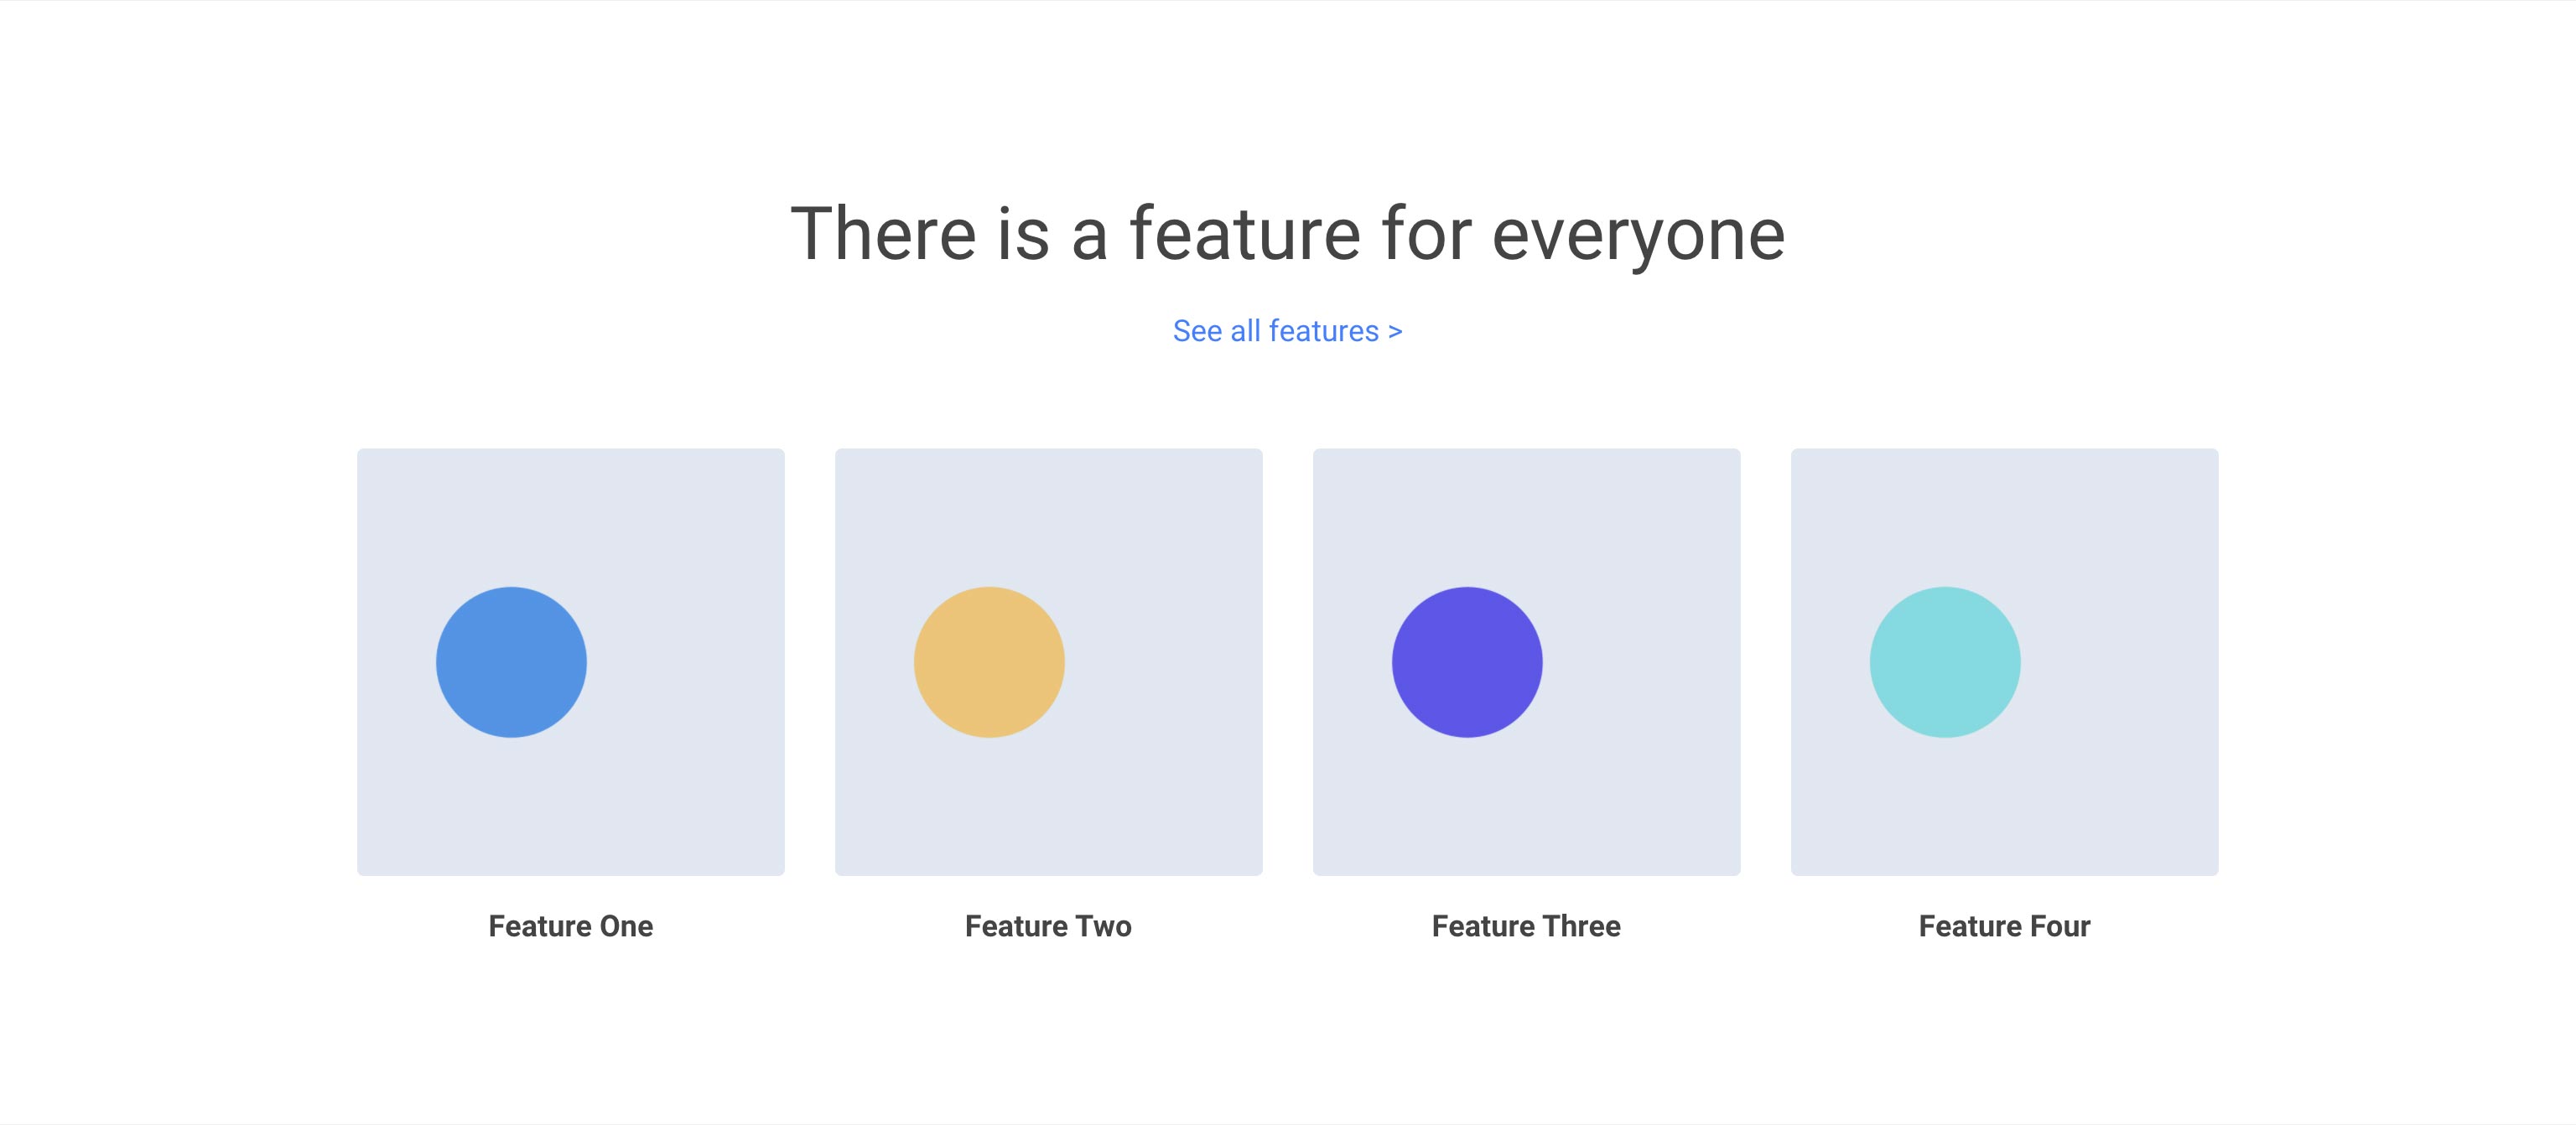 There is a feature for everyone
See all features >
Feature One
Feature Two
Feature Three
Feature Four